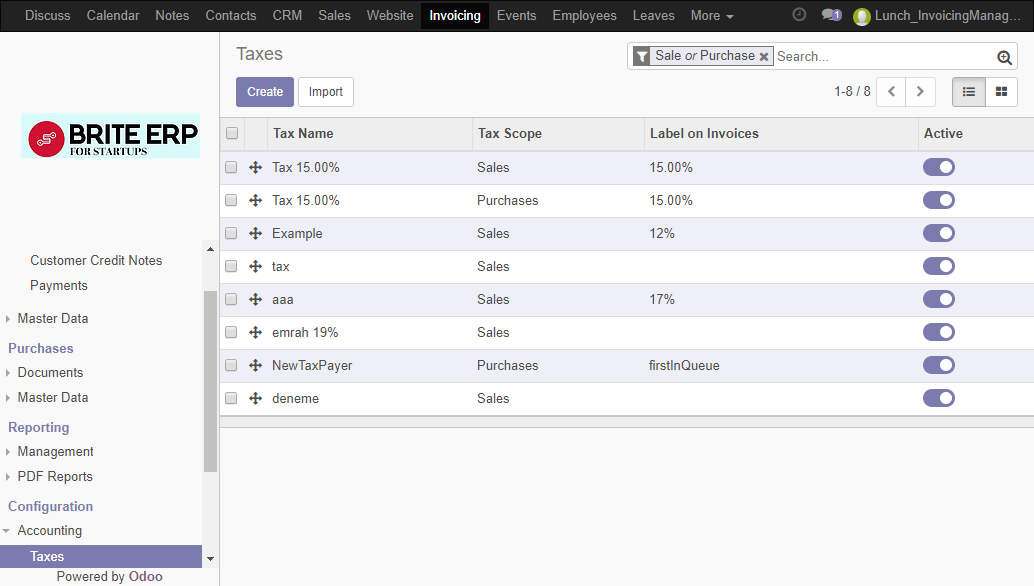 Discuss Calendar Notes Contacts CRM Sales Website Invoicing Events Employees Leaves More 1 Lunch_InvoicingManag...
BRITE ERP
FOR STARTUPS
Customer Credit Notes
Payments
Master Data
Purchases
Documents
Master Data
Reporting
Management
PDF Reports
Configuration
Accounting
Taxes
Powered by Odoo
Taxes
Sale or Purchase Search...
Create Import
1-8 / 8
Tax Name Tax Scope Label on Invoices Active
Tax 15.00% Sales 15.00%
Tax 15.00% Purchases 15.00%
Example Sales 12%
tax Sales
aaa Sales 17%
emrah 19% Sales
NewTaxPayer Purchases firstInQueue
deneme Sales